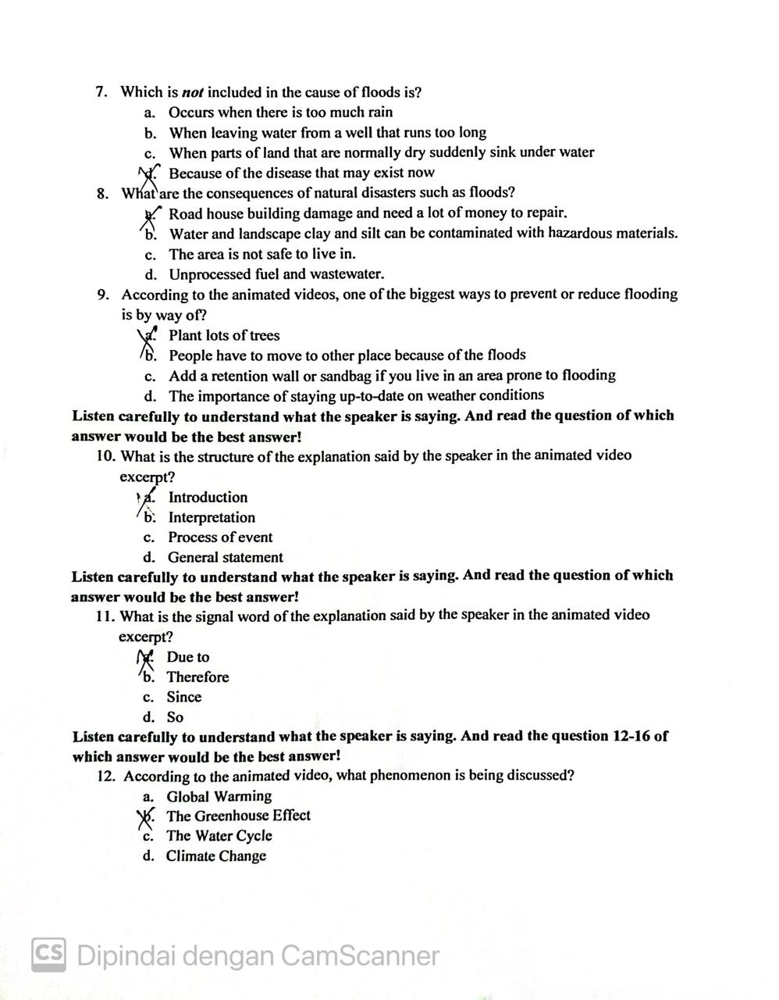 7. Which is not included in the cause of floods is?
a. Occurs when there is too much rain
b. When leaving water from a well that runs too long
c. When parts of land that are normally dry suddenly sink under water
d. Because of the disease that may exist now
8. What are the consequences of natural disasters such as floods?
a. Road house building damage and need a lot of money to repair.
b. Water and landscape clay and silt can be contaminated with hazardous materials.
c. The area is not safe to live in.
d. Unprocessed fuel and wastewater.
9. According to the animated videos, one of the biggest ways to prevent or reduce flooding
is by way of?
a. Plant lots of trees
b. People have to move to other place because of the floods
c. Add a retention wall or sandbag if you live in an area prone to flooding
d. The importance of staying up-to-date on weather conditions
Listen carefully to understand what the speaker is saying. And read the question of which
answer would be the best answer!
10. What is the structure of the explanation said by the speaker in the animated video
excerpt?
a. Introduction
b. Interpretation
c. Process of event
d. General statement
Listen carefully to understand what the speaker is saying. And read the question of which
answer would be the best answer!
11. What is the signal word of the explanation said by the speaker in the animated video
excerpt?
a. Due to
b. Therefore
c. Since
d. So
Listen carefully to understand what the speaker is saying. And read the question 12-16 of
which answer would be the best answer!
12. According to the animated video, what phenomenon is being discussed?
a. Global Warming
b. The Greenhouse Effect
c. The Water Cycle
d. Climate Change
CS Dipindai dengan CamScanner